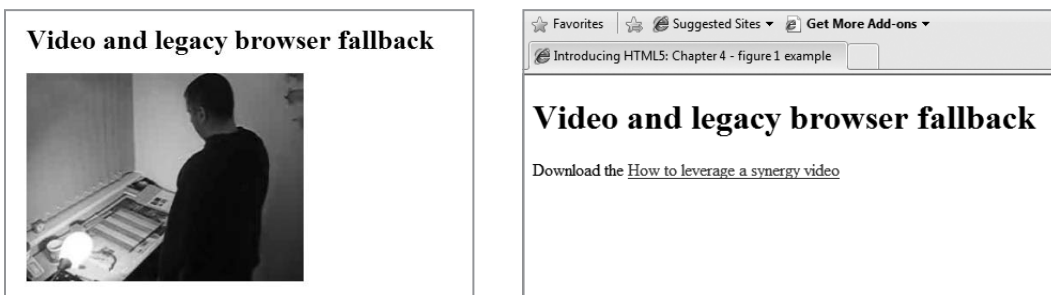 Video and legacy browser fallback
Favorites Suggested Sites Get More Add-ons
Introducing HTML5: Chapter 4 - figure 1 example
Video and legacy browser fallback
Download the How to leverage a synergy video